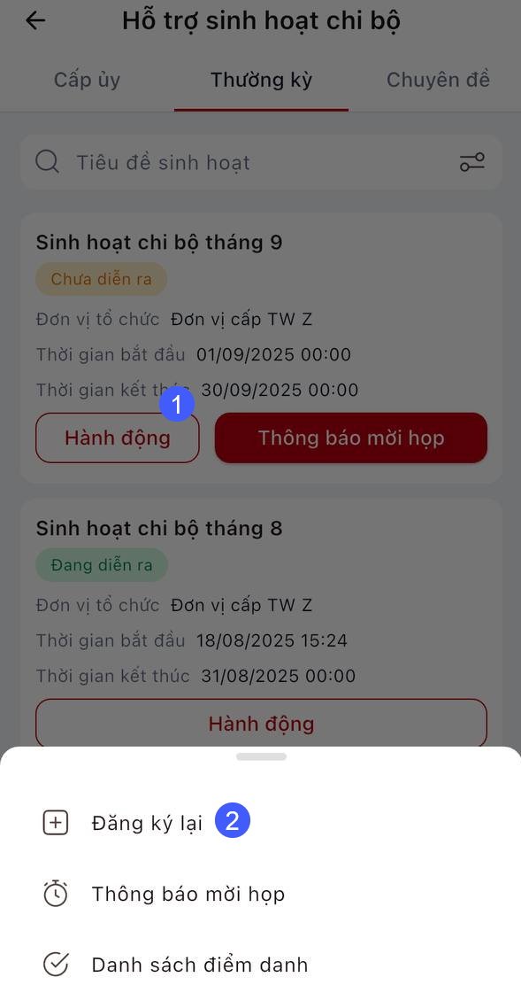 Hỗ trợ sinh hoạt chi bộ
Cấp ủy Thường kỳ Chuyên đề
Tiêu đề sinh hoạt
Sinh hoạt chi bộ tháng 9
Chưa diễn ra
Đơn vị tổ chức Đơn vị cấp TW Z
Thời gian bắt đầu 01/09/2025 00:00
Thời gian kết thúc 30/09/2025 00:00
1
Hành động Thông báo mời họp
Sinh hoạt chi bộ tháng 8
Đang diễn ra
Đơn vị tổ chức Đơn vị cấp TW Z
Thời gian bắt đầu 18/08/2025 15:24
Thời gian kết thúc 31/08/2025 00:00
Hành động
Đăng ký lại 2
Thông báo mời họp
Danh sách điểm danh